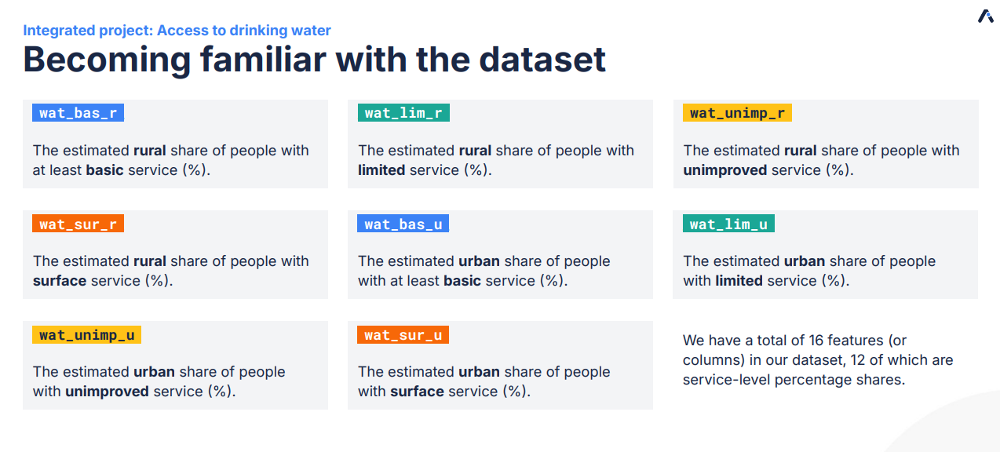 Integrated project: Access to drinking water
Becoming familiar with the dataset
wat_bas_r
The estimated rural share of people with
at least basic service (%).
wat_lim_r
The estimated rural share of people with
limited service (%).
wat_unimp_r
The estimated rural share of people with
unimproved service (%).
wat_sur_r
The estimated rural share of people with
surface service (%).
wat_bas_u
The estimated urban share of people
with at least basic service (%).
wat_lim_u
The estimated urban share of people
with limited service (%).
wat_unimp_u
The estimated urban share of people
with unimproved service (%).
wat_sur_u
The estimated urban share of people
with surface service (%).
We have a total of 16 features (or
columns) in our dataset, 12 of which are
service-level percentage shares.